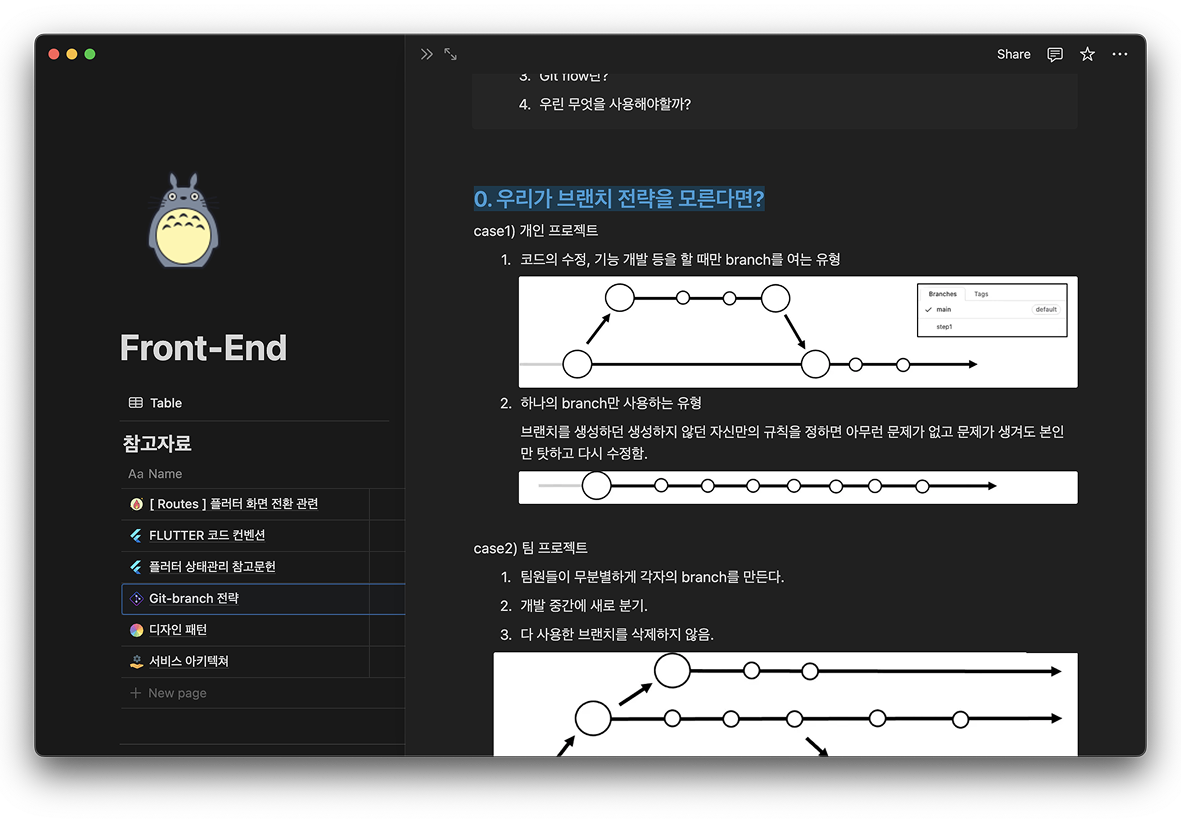 Share
3. Git flow란?
4. 우린 무엇을 사용해야할까?
Front-End
Table
참고자료
Aa Name
[ Routes ] 플러터 화면 전환 관련
FLUTTER 코드 컨벤션
플러터 상태관리 참고문헌
Git-branch 전략
디자인 패턴
서비스 아키텍쳐
New page
0. 우리가 브랜치 전략을 모른다면?
case1) 개인 프로젝트
1. 코드의 수정, 기능 개발 등을 할 때만 branch를 여는 유형
Branches Tags
main default
step1
2. 하나의 branch만 사용하는 유형
브랜치를 생성하던 생성하지 않던 자신만의 규칙을 정하면 아무런 문제가 없고 문제가 생겨도 본인
만 탓하고 다시 수정함.
case2) 팀 프로젝트
1. 팀원들이 무분별하게 각자의 branch를 만든다.
2. 개발 중간에 새로 분기.
3. 다 사용한 브랜치를 삭제하지 않음.